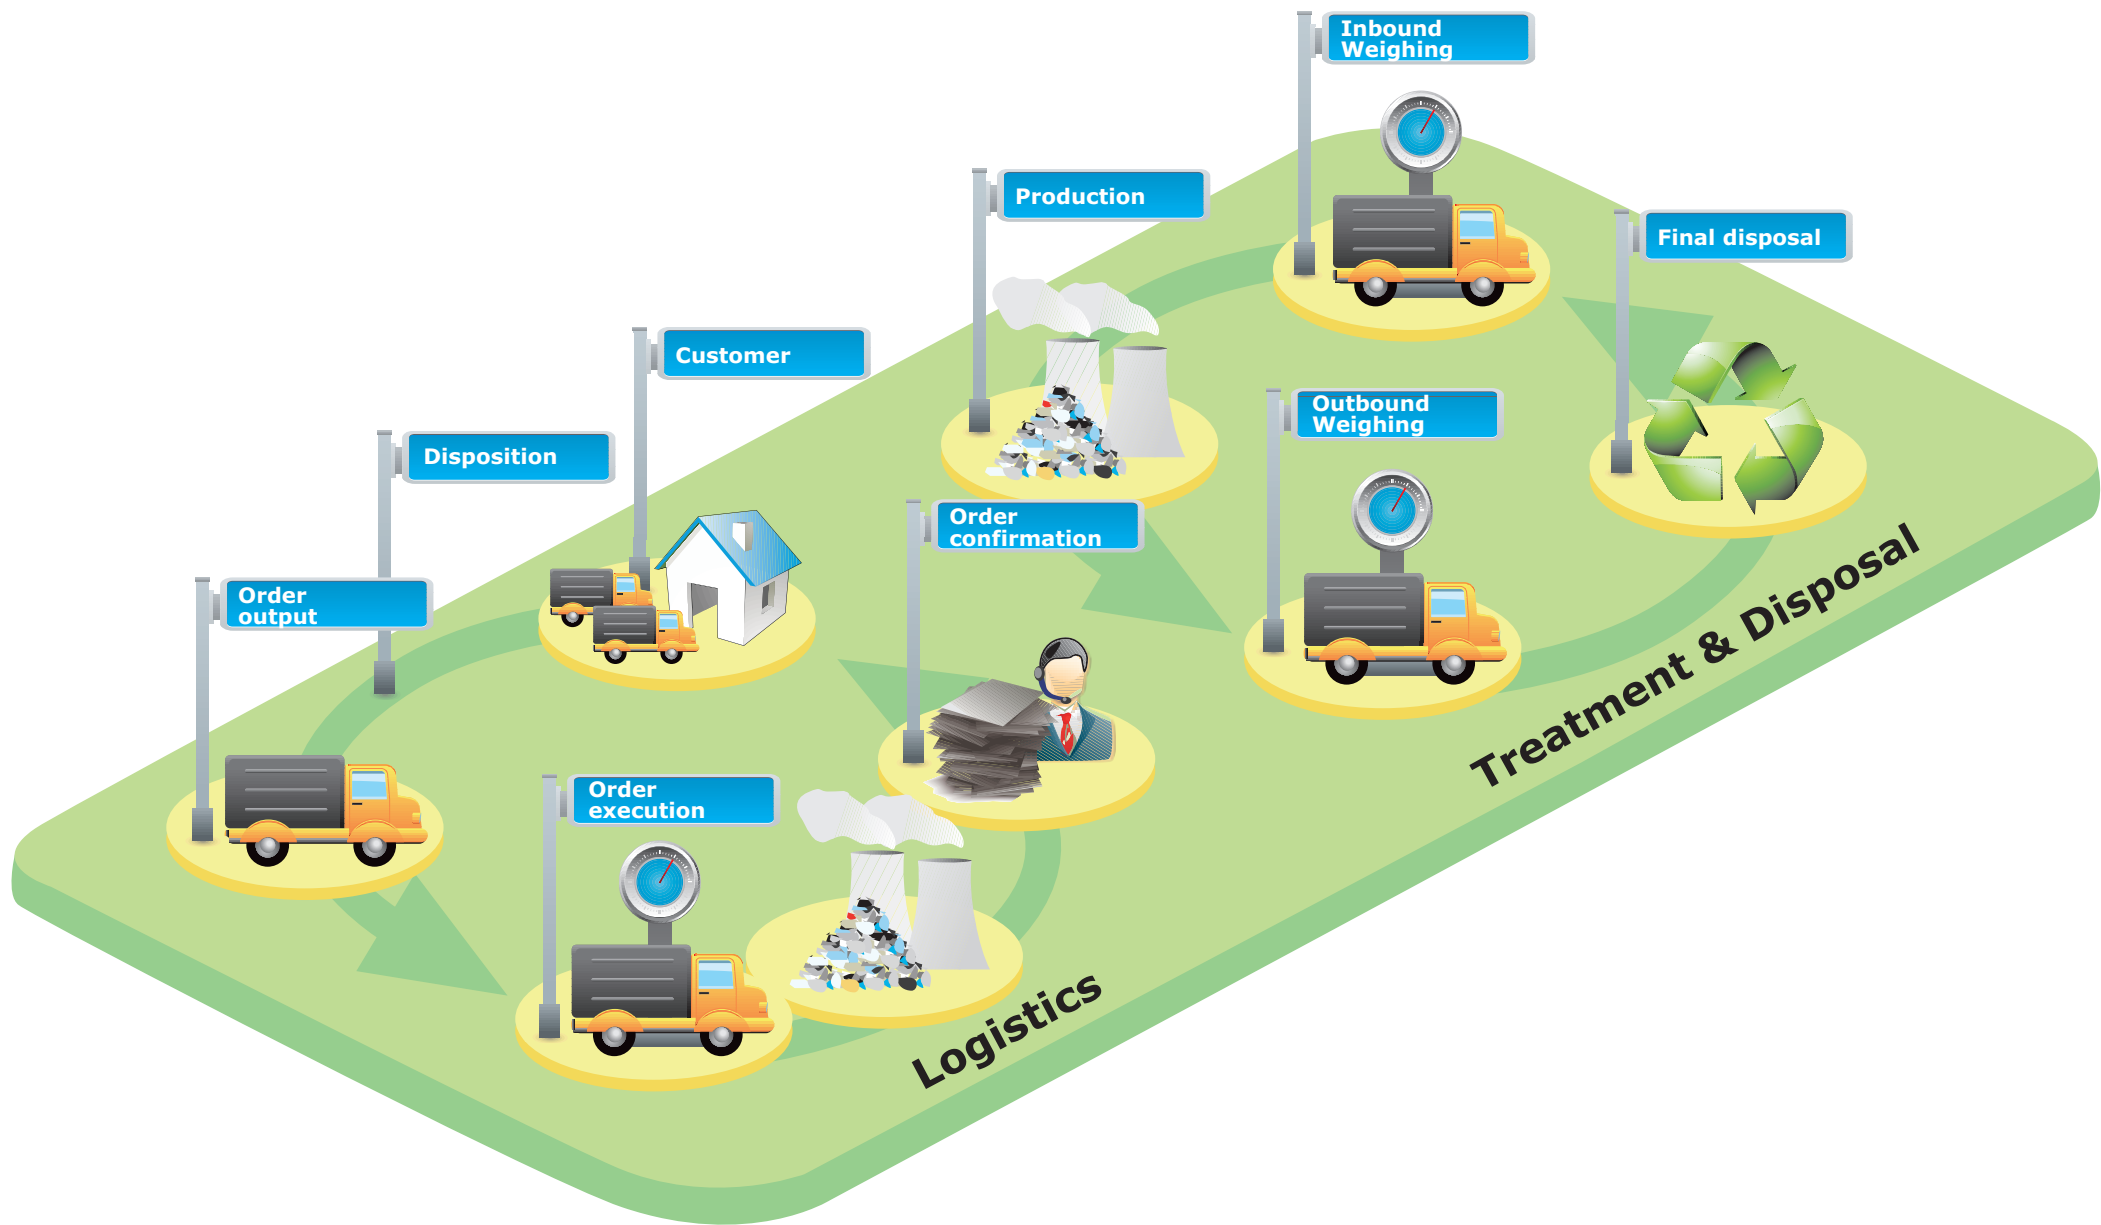 Inbound
Weighing
Production
Final disposal
Customer
Outbound
Weighing
Disposition
Order
confirmation
Order
output
Treatment & Disposal
Order
execution
Logistics